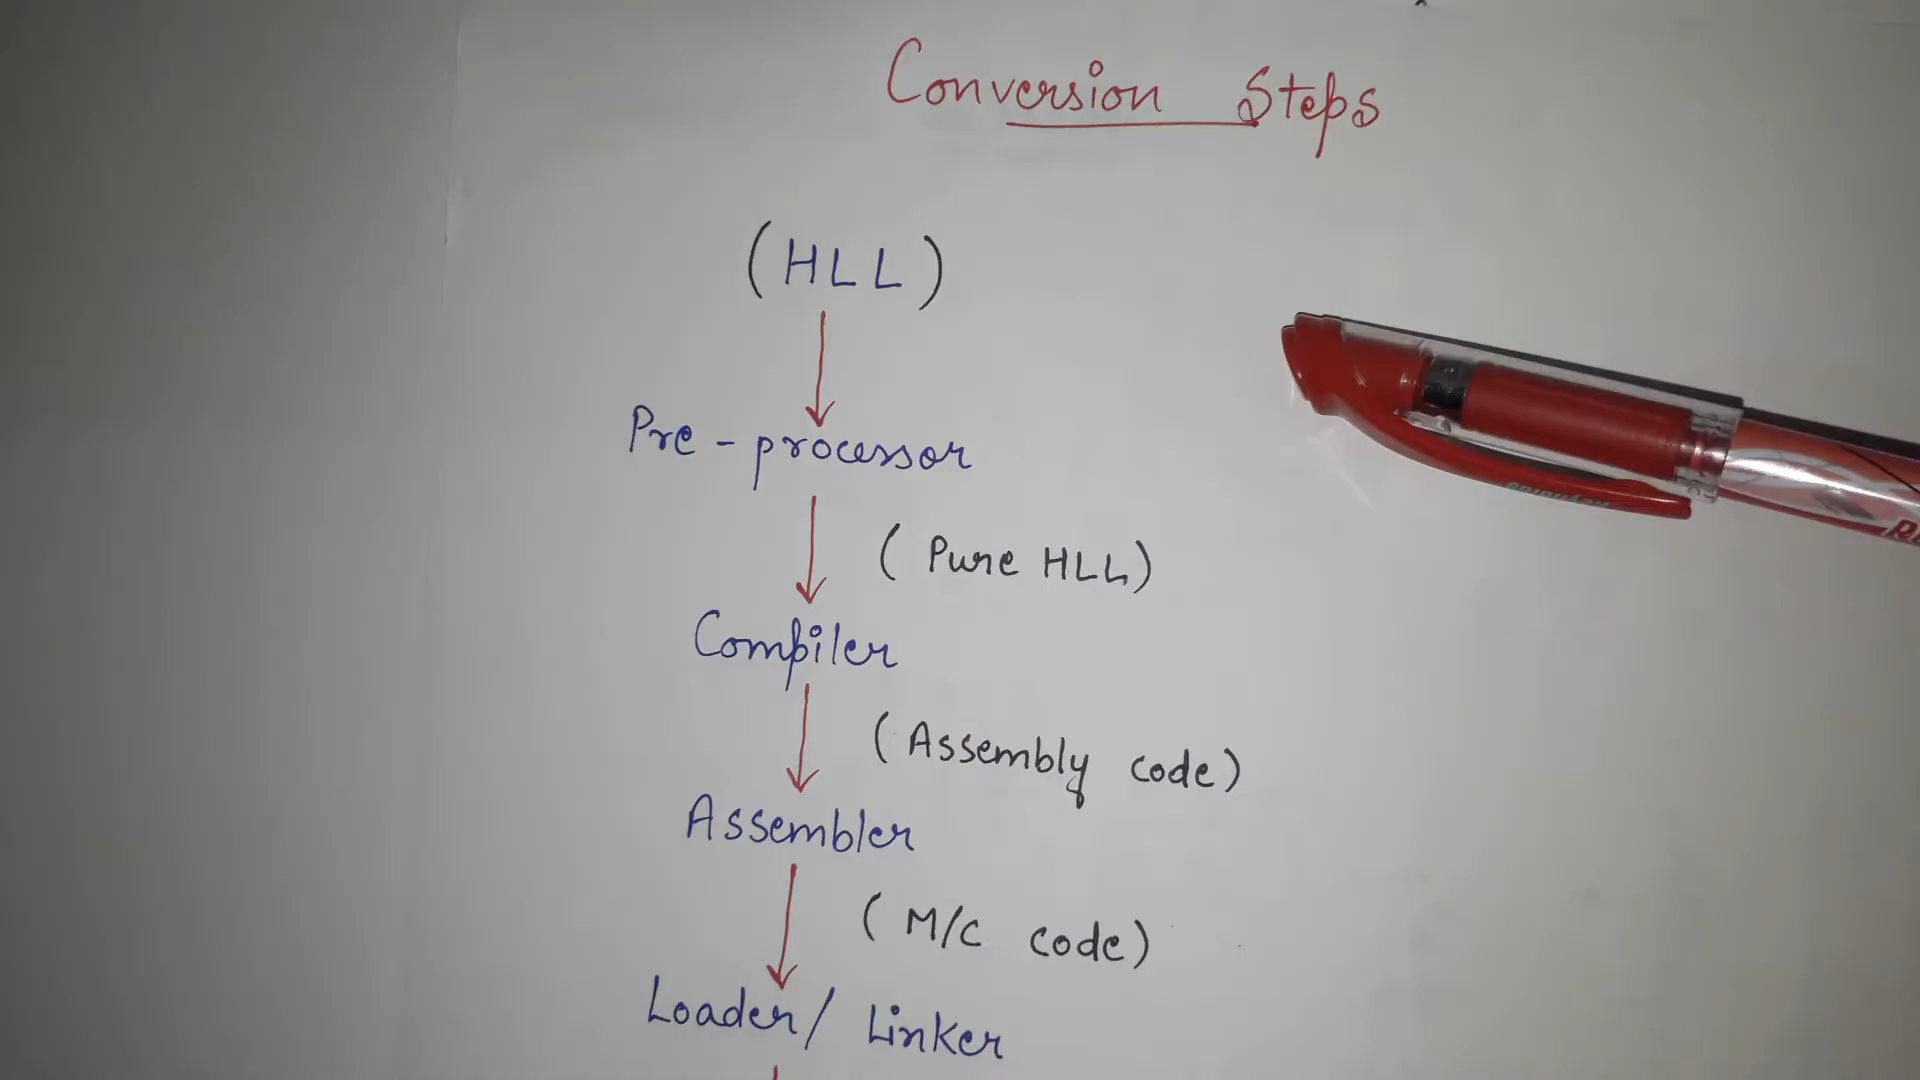 Conversion Steps
(HLL)
Pre-processor
(Pure HLL)
Compiler
(Assembly code)
Assembler
(M/C code)
Loader/ Linker